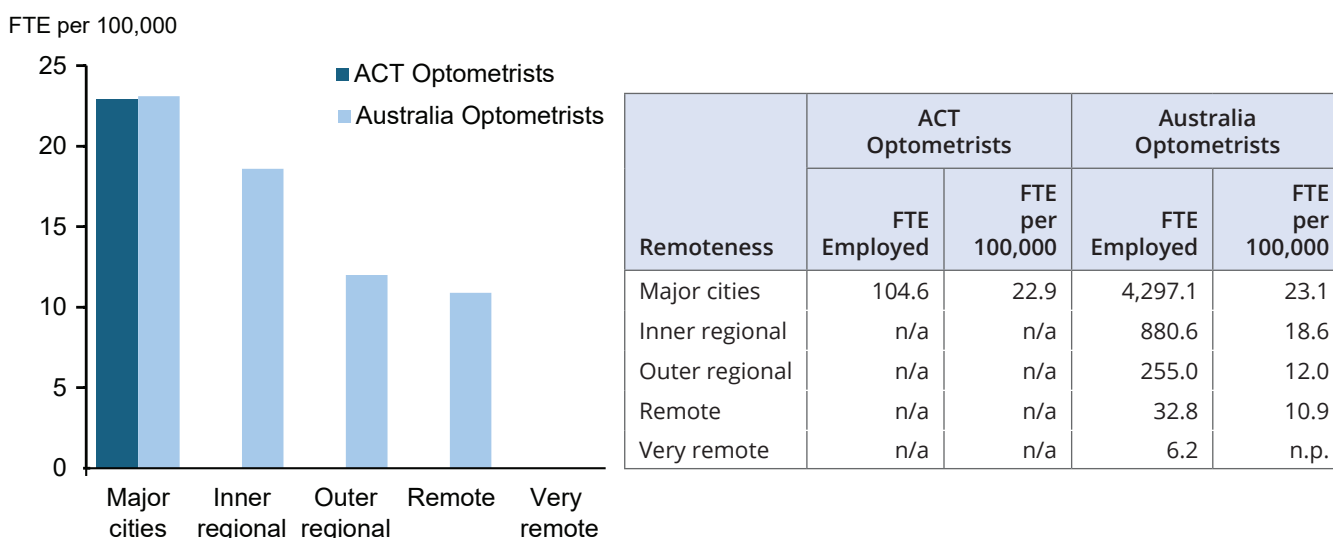 FTE per 100,000
25
20
15
10
5
0
ACT Optometrists
Australia Optometrists
Major cities
Inner regional
Outer regional
Remote
Very remote
Remoteness
ACT Optometrists
Australia Optometrists
FTE Employed
FTE per 100,000
FTE Employed
FTE per 100,000
Major cities 104.6 22.9 4,297.1 23.1
Inner regional n/a n/a 880.6 18.6
Outer regional n/a n/a 255.0 12.0
Remote n/a n/a 32.8 10.9
Very remote n/a n/a 6.2 n.p.